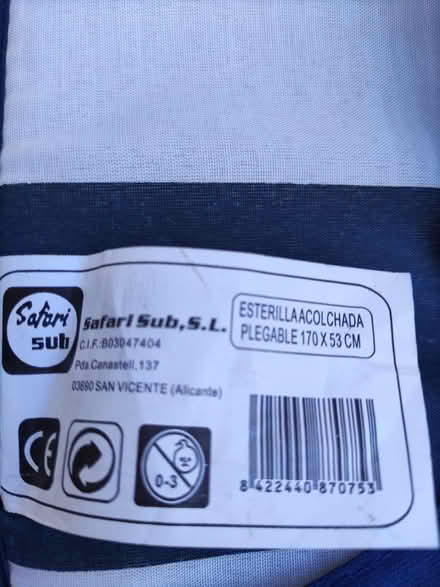 Safari
SUB
Safari Sub, S.L.
C.I.F.: B03047404
Pda. Canastell, 137
03690 SAN VICENTE (Alicante)
ESTERILLA ACOLCHADA
PLEGABLE 170 X 53 CM
CE
0-3
8 422440 870753